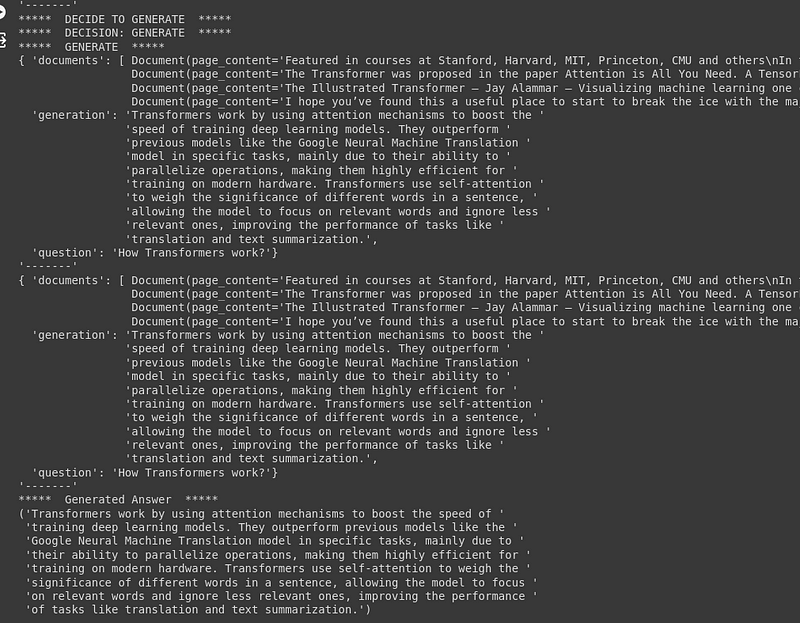 '-------'
*****  DECIDE TO GENERATE  *****
*****  DECISION: GENERATE  *****
*****  GENERATE  *****
{ 'documents': [ Document(page_content='Featured in courses at Stanford, Harvard, MIT, Princeton, CMU and others\nIn
Document(page_content='The Transformer was proposed in the paper Attention is All You Need. A Tensor
Document(page_content='The Illustrated Transformer – Jay Alammar – Visualizing machine learning one
Document(page_content='I hope you’ve found this a useful place to start to break the ice with the ma
'generation': 'Transformers work by using attention mechanisms to boost the '
'speed of training deep learning models. They outperform '
'previous models like the Google Neural Machine Translation '
'model in specific tasks, mainly due to their ability to '
'parallelize operations, making them highly efficient for '
'training on modern hardware. Transformers use self-attention '
'to weigh the significance of different words in a sentence, '
'allowing the model to focus on relevant words and ignore less '
'relevant ones, improving the performance of tasks like '
'translation and text summarization.',
'question': 'How Transformers work?'}
'-------'
{ 'documents': [ Document(page_content='Featured in courses at Stanford, Harvard, MIT, Princeton, CMU and others\nIn
Document(page_content='The Transformer was proposed in the paper Attention is All You Need. A Tensor
Document(page_content='The Illustrated Transformer – Jay Alammar – Visualizing machine learning one
Document(page_content='I hope you’ve found this a useful place to start to break the ice with the ma
'generation': 'Transformers work by using attention mechanisms to boost the '
'speed of training deep learning models. They outperform '
'previous models like the Google Neural Machine Translation '
'model in specific tasks, mainly due to their ability to '
'parallelize operations, making them highly efficient for '
'training on modern hardware. Transformers use self-attention '
'to weigh the significance of different words in a sentence, '
'allowing the model to focus on relevant words and ignore less '
'relevant ones, improving the performance of tasks like '
'translation and text summarization.',
'question': 'How Transformers work?'}
'-------'
*****  Generated Answer  *****
('Transformers work by using attention mechanisms to boost the speed of '
'training deep learning models. They outperform previous models like the '
'Google Neural Machine Translation model in specific tasks, mainly due to '
'their ability to parallelize operations, making them highly efficient for '
'training on modern hardware. Transformers use self-attention to weigh the '
'significance of different words in a sentence, allowing the model to focus '
'on relevant words and ignore less relevant ones, improving the performance '
'of tasks like translation and text summarization.')